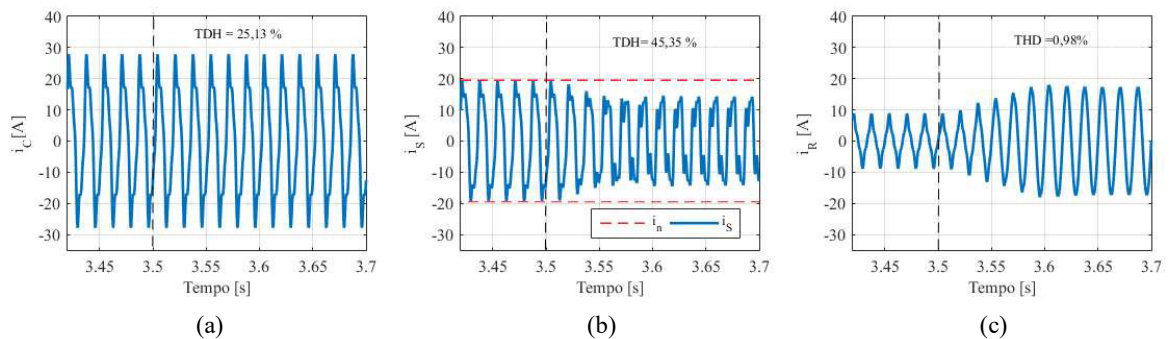 TDH = 25,13 %
30
20
10
0
-10
-20
-30
i_C[A]
3.45 3.5 3.55 3.6 3.65 3.7
Tempo [s]
(a)
TDH= 45,35 %
30
20
10
0
-10
-20
-30
i_S [A]
i_n i_S
3.45 3.5 3.55 3.6 3.65 3.7
Tempo [s]
(b)
THD =0,98%
30
20
10
0
-10
-20
-30
i_R [A]
3.45 3.5 3.55 3.6 3.65 3.7
Tempo [s]
(c)